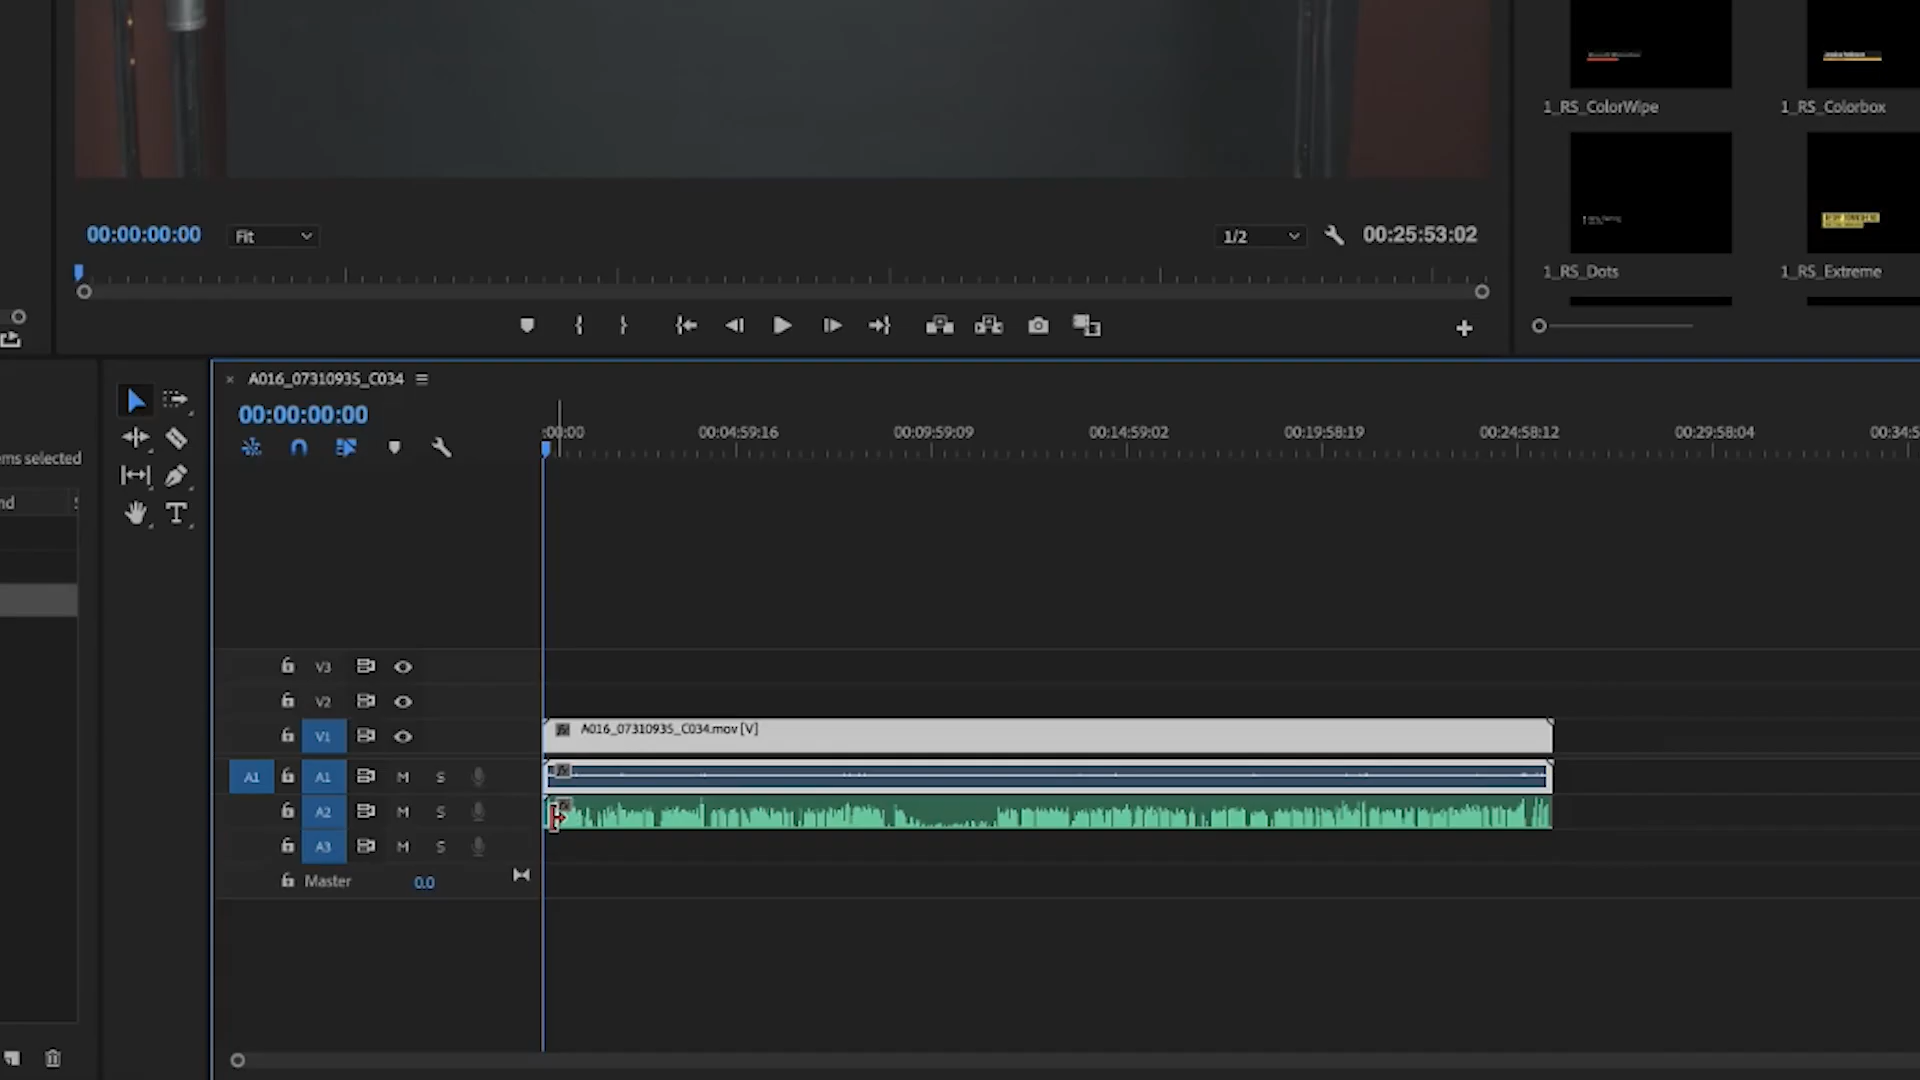 1_RS_ColorWipe
1_RS_Colorbox
00:00:00:00
Fit
1/2
00:25:53:02
1_RS_Dots
1_RS_Extreme
A016_07310935_C034
00:00:00:00
:00:00
00:04:59:16
00:09:59:09
00:14:59:02
00:19:58:19
00:24:58:12
00:29:58:04
00:34:5
ems selected
nd
V3
V2
V1
A016_07310935_C034.mov [V]
A1
A1
M
S
A2
M
S
A3
M
S
Master
0.0